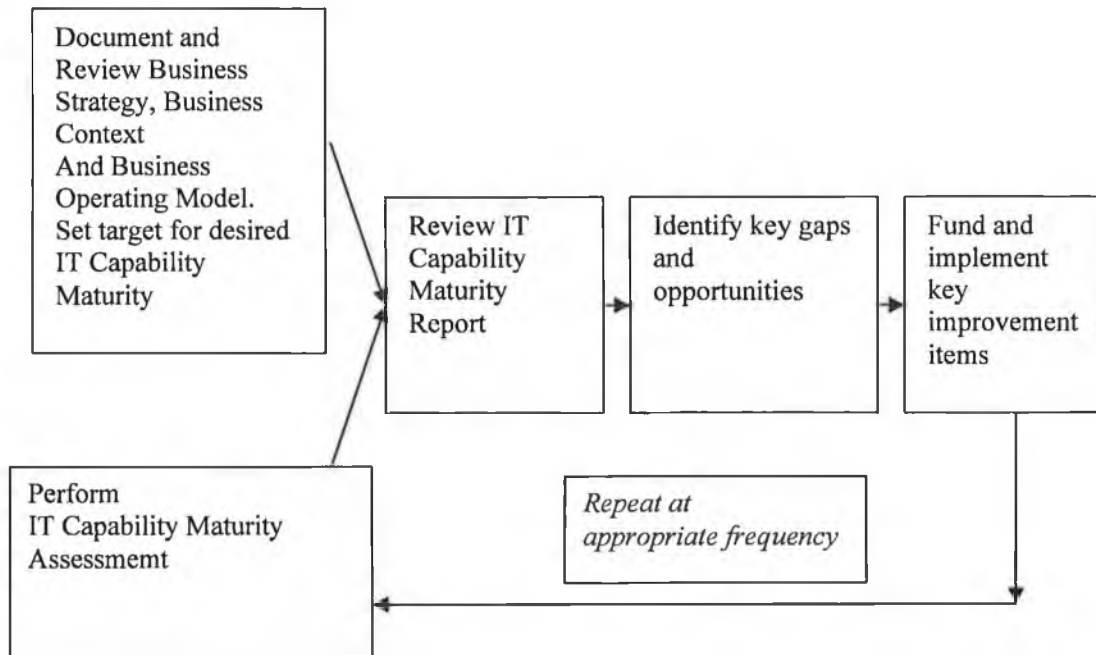 Document and
Review Business
Strategy, Business
Context
And Business
Operating Model.
Set target for desired
IT Capability
Maturity
Review IT
Capability
Maturity
Report
Identify key gaps
and
opportunities
Fund and
implement
key
improvement
items
Perform
IT Capability Maturity
Assessmemt
Repeat at
appropriate frequency